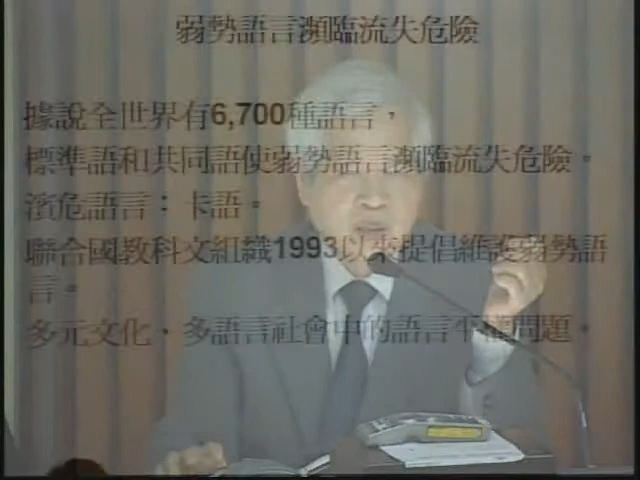 弱勢語言瀕臨流失危險
據說全世界有6,700種語言，
標準語和共同語使弱勢語言瀕臨流失危險。
濱危語言：卡語。
聯合國教科文組織1993以來提倡維護弱勢語
言。
多元文化、多語言社會中的語言平權問題。